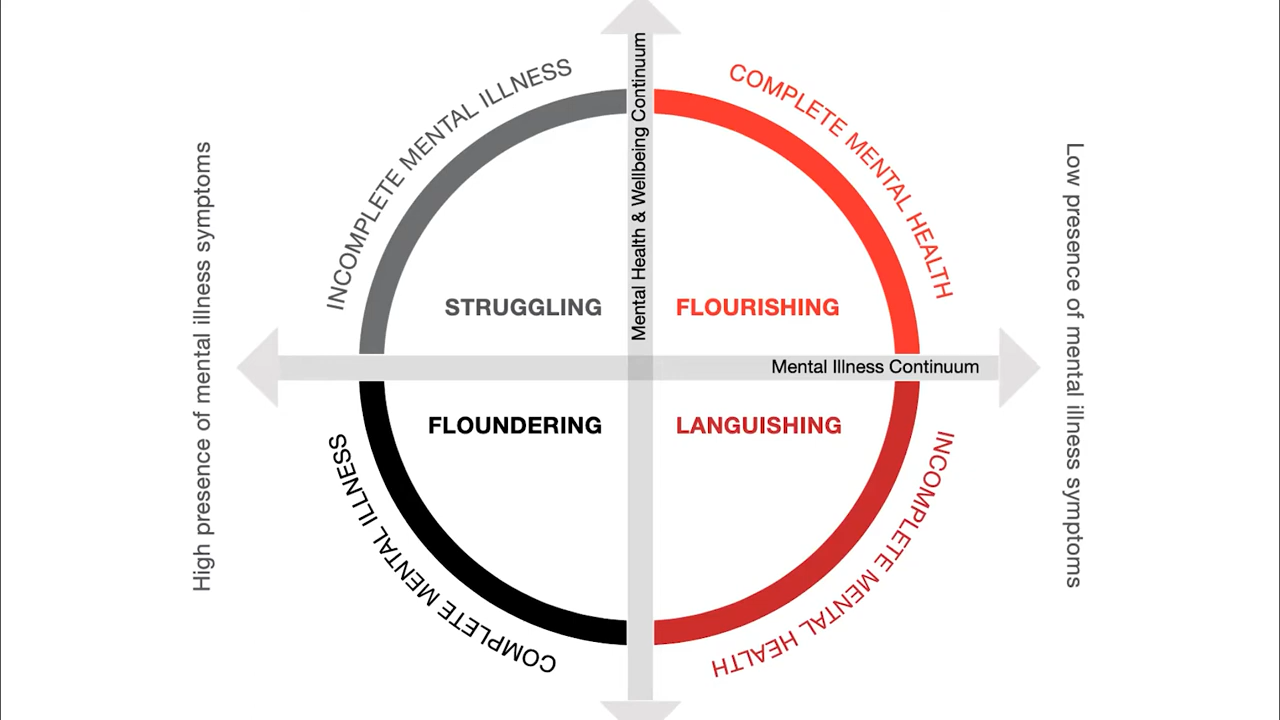 Mental Health & Wellbeing Continuum
INCOMPLETE MENTAL ILLNESS
COMPLETE MENTAL HEALTH
High presence of mental illness symptoms
Low presence of mental illness symptoms
STRUGGLING
FLOURISHING
Mental Illness Continuum
FLOUNDERING
LANGUISHING
COMPLETE MENTAL ILLNESS
INCOMPLETE MENTAL HEALTH